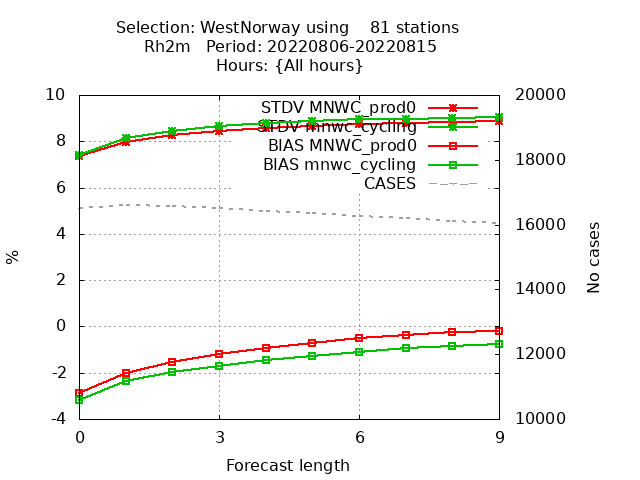 Selection: WestNorway using    81 stations
Rh2m   Period: 20220806-20220815
Hours: {All hours}
10 20000
STDV MNWC_prod0
STDV mnwc_cycling
8 18000
BIAS MNWC_prod0
BIAS mnwc_cycling
6 CASES
4 16000
% No cases
2 14000
0
-2 12000
-4 10000
0 3 6 9
Forecast length